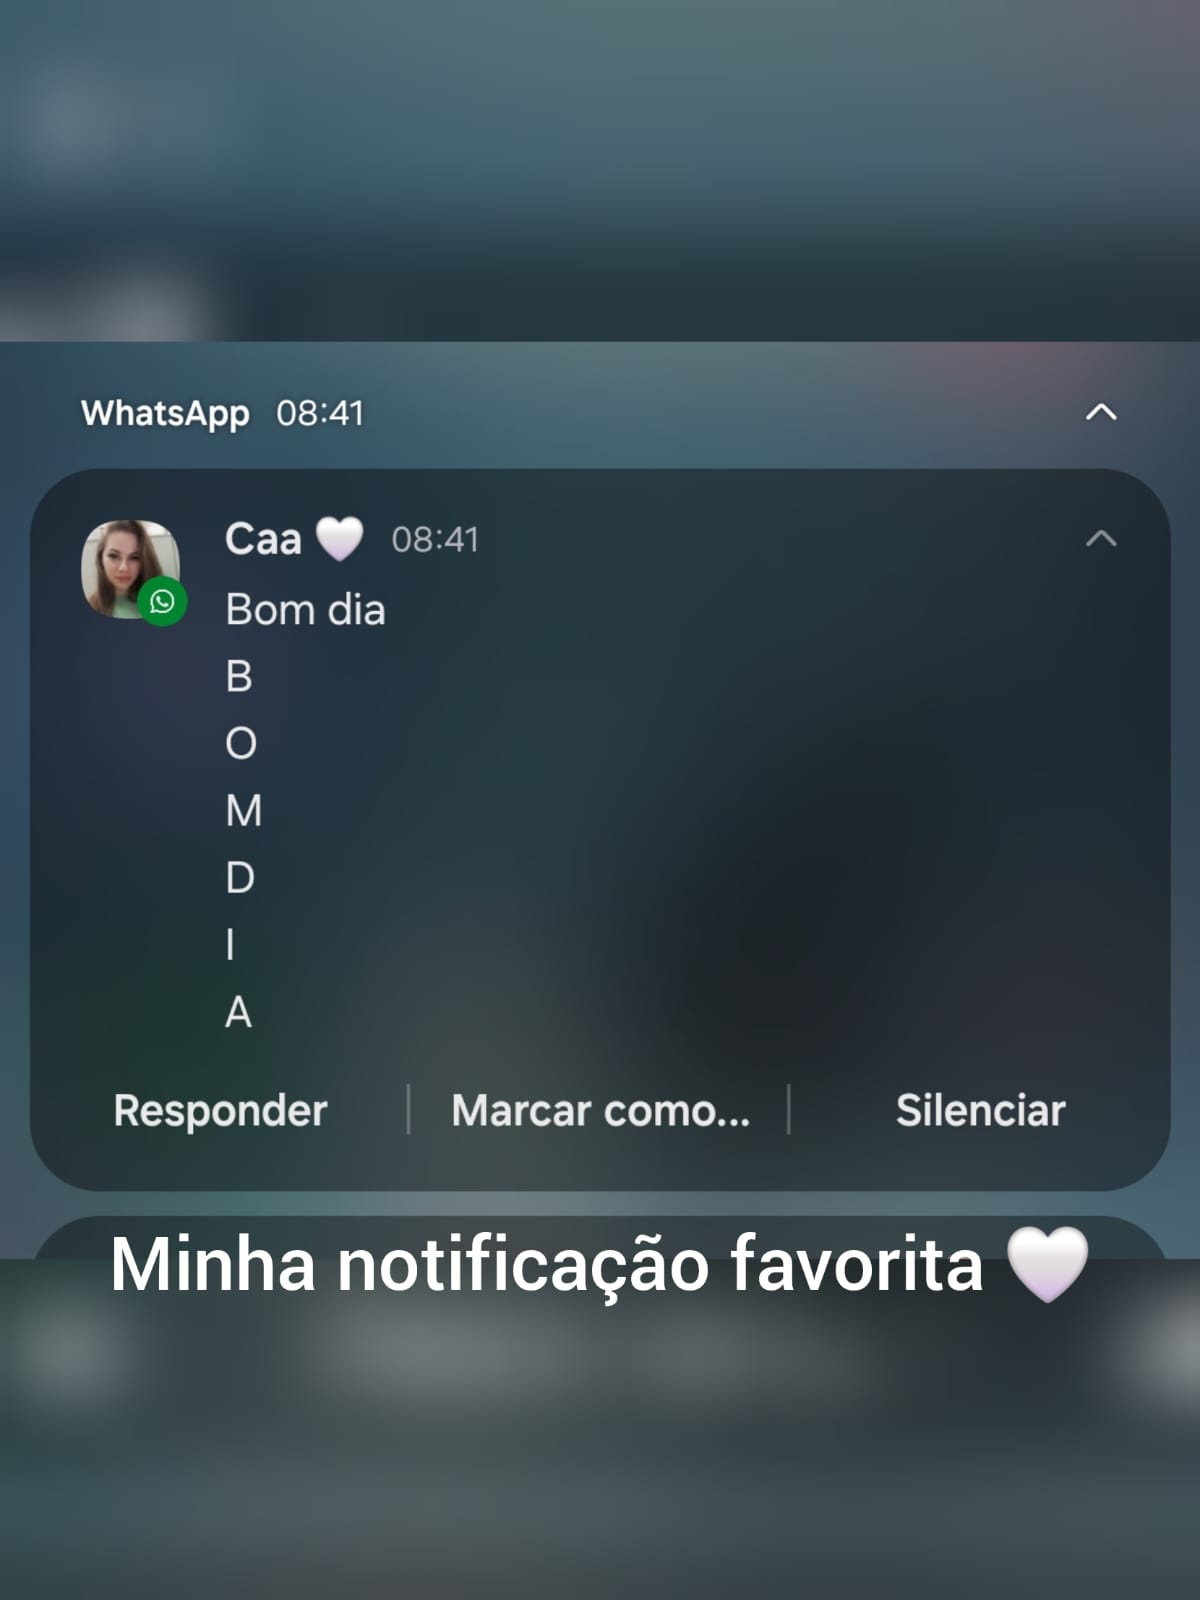 WhatsApp 08:41
Caa 🤍 08:41
Bom dia
B
O
M
D
I
A
Responder | Marcar como... | Silenciar
Minha notificação favorita 🤍